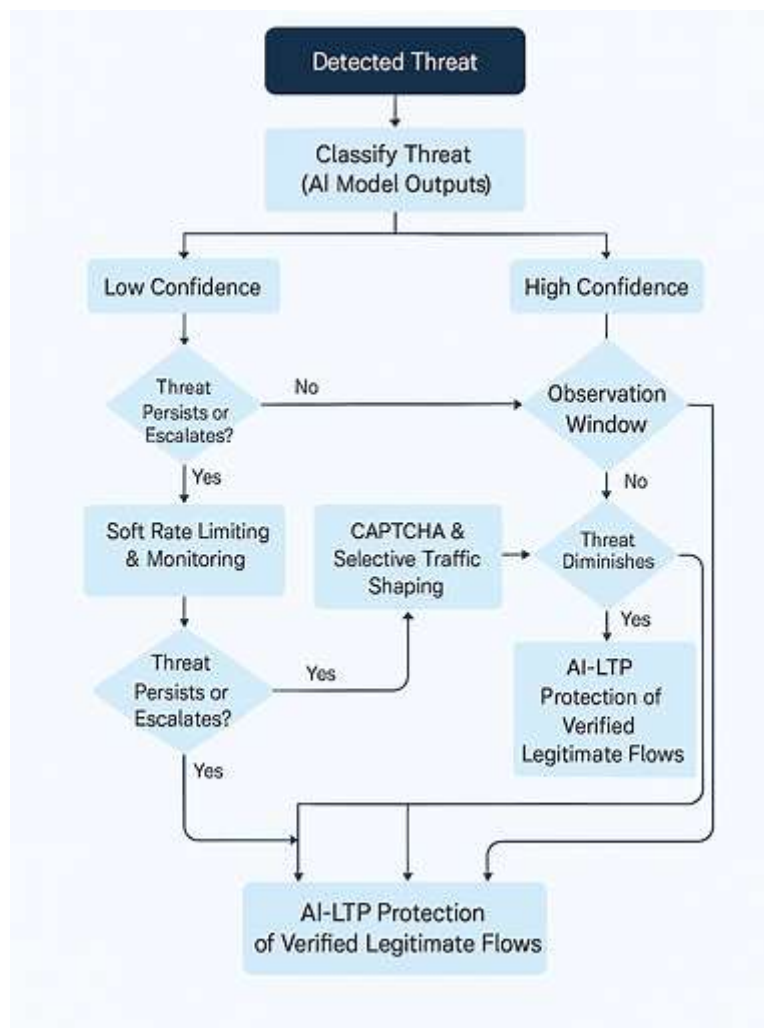 Detected Threat
Classify Threat
(AI Model Outputs)
Low Confidence
High Confidence
Threat
Persists or
Escalates?
No
Observation
Window
Yes
No
Soft Rate Limiting
& Monitoring
CAPTCHA &
Selective Traffic
Shaping
Threat
Diminishes
Yes
Threat
Persists or
Escalates?
Yes
AI-LTP
Protection of
Verified
Legitimate Flows
Yes
AI-LTP Protection
of Verified Legitimate Flows